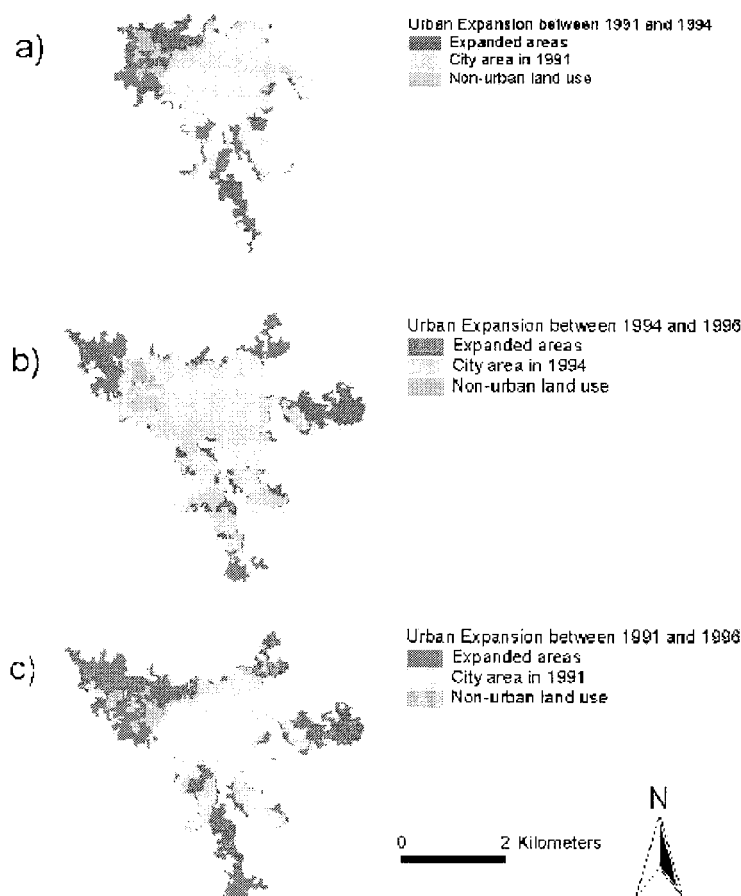 a)
Urban Expansion between 1991 and 1994
Expanded areas
City area in 1991
Non-urban land use
b)
Urban Expansion between 1994 and 1996
Expanded areas
City area in 1994
Non-urban land use
c)
Urban Expansion between 1991 and 1996
Expanded areas
City area in 1991
Non-urban land use
N
0 2 Kilometers